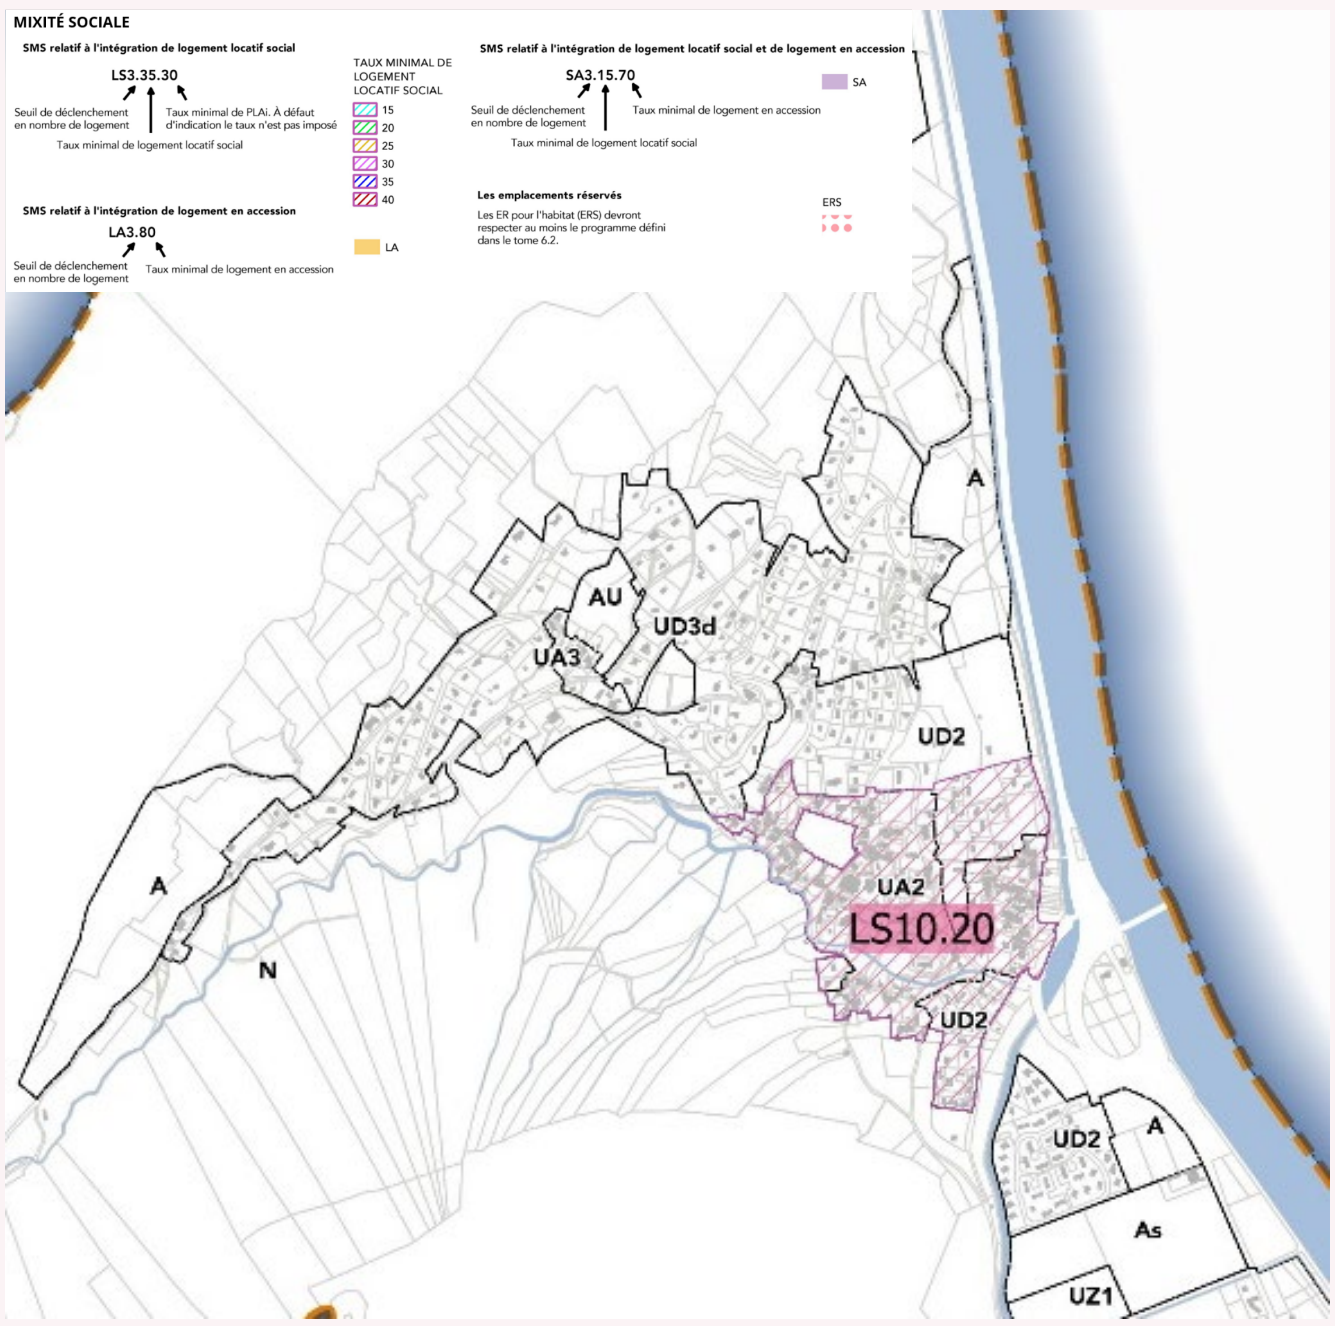 MIXITÉ SOCIALE
SMS relatif à l'intégration de logement locatif social
LS3.35.30
Seuil de déclenchement
en nombre de logement
Taux minimal de PLAi. À défaut
d'indication le taux n'est pas imposé
Taux minimal de logement locatif social
TAUX MINIMAL DE
LOGEMENT
LOCATIF SOCIAL
15
20
25
30
35
40
SMS relatif à l'intégration de logement locatif social et de logement en accession
SA3.15.70
SA
Seuil de déclenchement
en nombre de logement
Taux minimal de logement en accession
Taux minimal de logement locatif social
SMS relatif à l'intégration de logement en accession
LA3.80
Seuil de déclenchement
en nombre de logement
Taux minimal de logement en accession
LA
Les emplacements réservés
Les ER pour l'habitat (ERS) devront
respecter au moins le programme défini
dans le tome 6.2.
ERS
A
AU
UD3d
UA3
UD2
A
UA2
LS10.20
N
UD2
UD2
A
As
UZ1